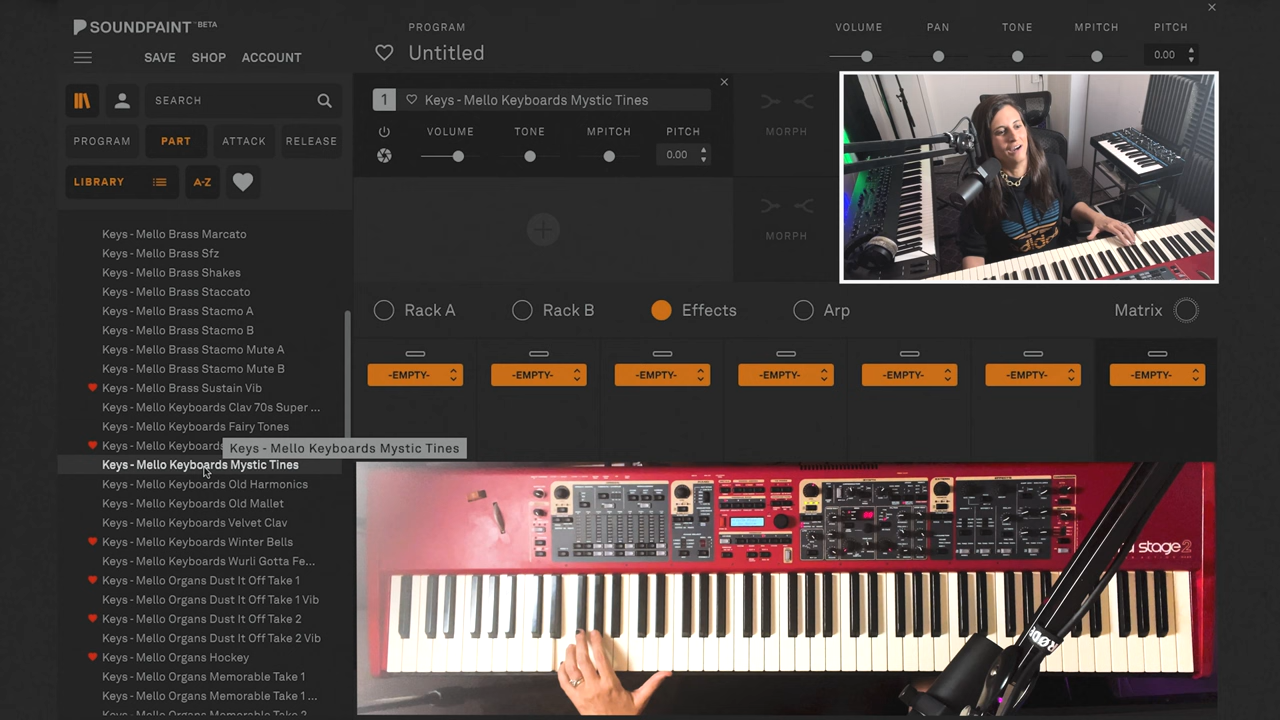 SOUNDPAINT BETA
SAVE SHOP ACCOUNT
PROGRAM
Untitled
VOLUME PAN TONE MPITCH PITCH
0.00
SEARCH
PROGRAM PART ATTACK RELEASE
LIBRARY A-Z
1 Keys - Mello Keyboards Mystic Tines
VOLUME TONE MPITCH PITCH
0.00
MORPH
MORPH
Rack A Rack B Effects Arp Matrix
-EMPTY- -EMPTY- -EMPTY- -EMPTY- -EMPTY- -EMPTY- -EMPTY-
Keys - Mello Brass Marcato
Keys - Mello Brass Sfz
Keys - Mello Brass Shakes
Keys - Mello Brass Staccato
Keys - Mello Brass Stacmo A
Keys - Mello Brass Stacmo B
Keys - Mello Brass Stacmo Mute A
Keys - Mello Brass Stacmo Mute B
Keys - Mello Brass Sustain Vib
Keys - Mello Keyboards Clav 70s Super ...
Keys - Mello Keyboards Fairy Tones
Keys - Mello Keyboards
Keys - Mello Keyboards Mystic Tines
Keys - Mello Keyboards Mystic Tines
Keys - Mello Keyboards Old Harmonics
Keys - Mello Keyboards Old Mallet
Keys - Mello Keyboards Velvet Clav
Keys - Mello Keyboards Winter Bells
Keys - Mello Keyboards Wurli Gotta Fe...
Keys - Mello Organs Dust It Off Take 1
Keys - Mello Organs Dust It Off Take 1 Vib
Keys - Mello Organs Dust It Off Take 2
Keys - Mello Organs Dust It Off Take 2 Vib
Keys - Mello Organs Hockey
Keys - Mello Organs Memorable Take 1
Keys - Mello Organs Memorable Take 1 ...
Keys - Mello Organs Memorable Take 2
stage2
RØDE